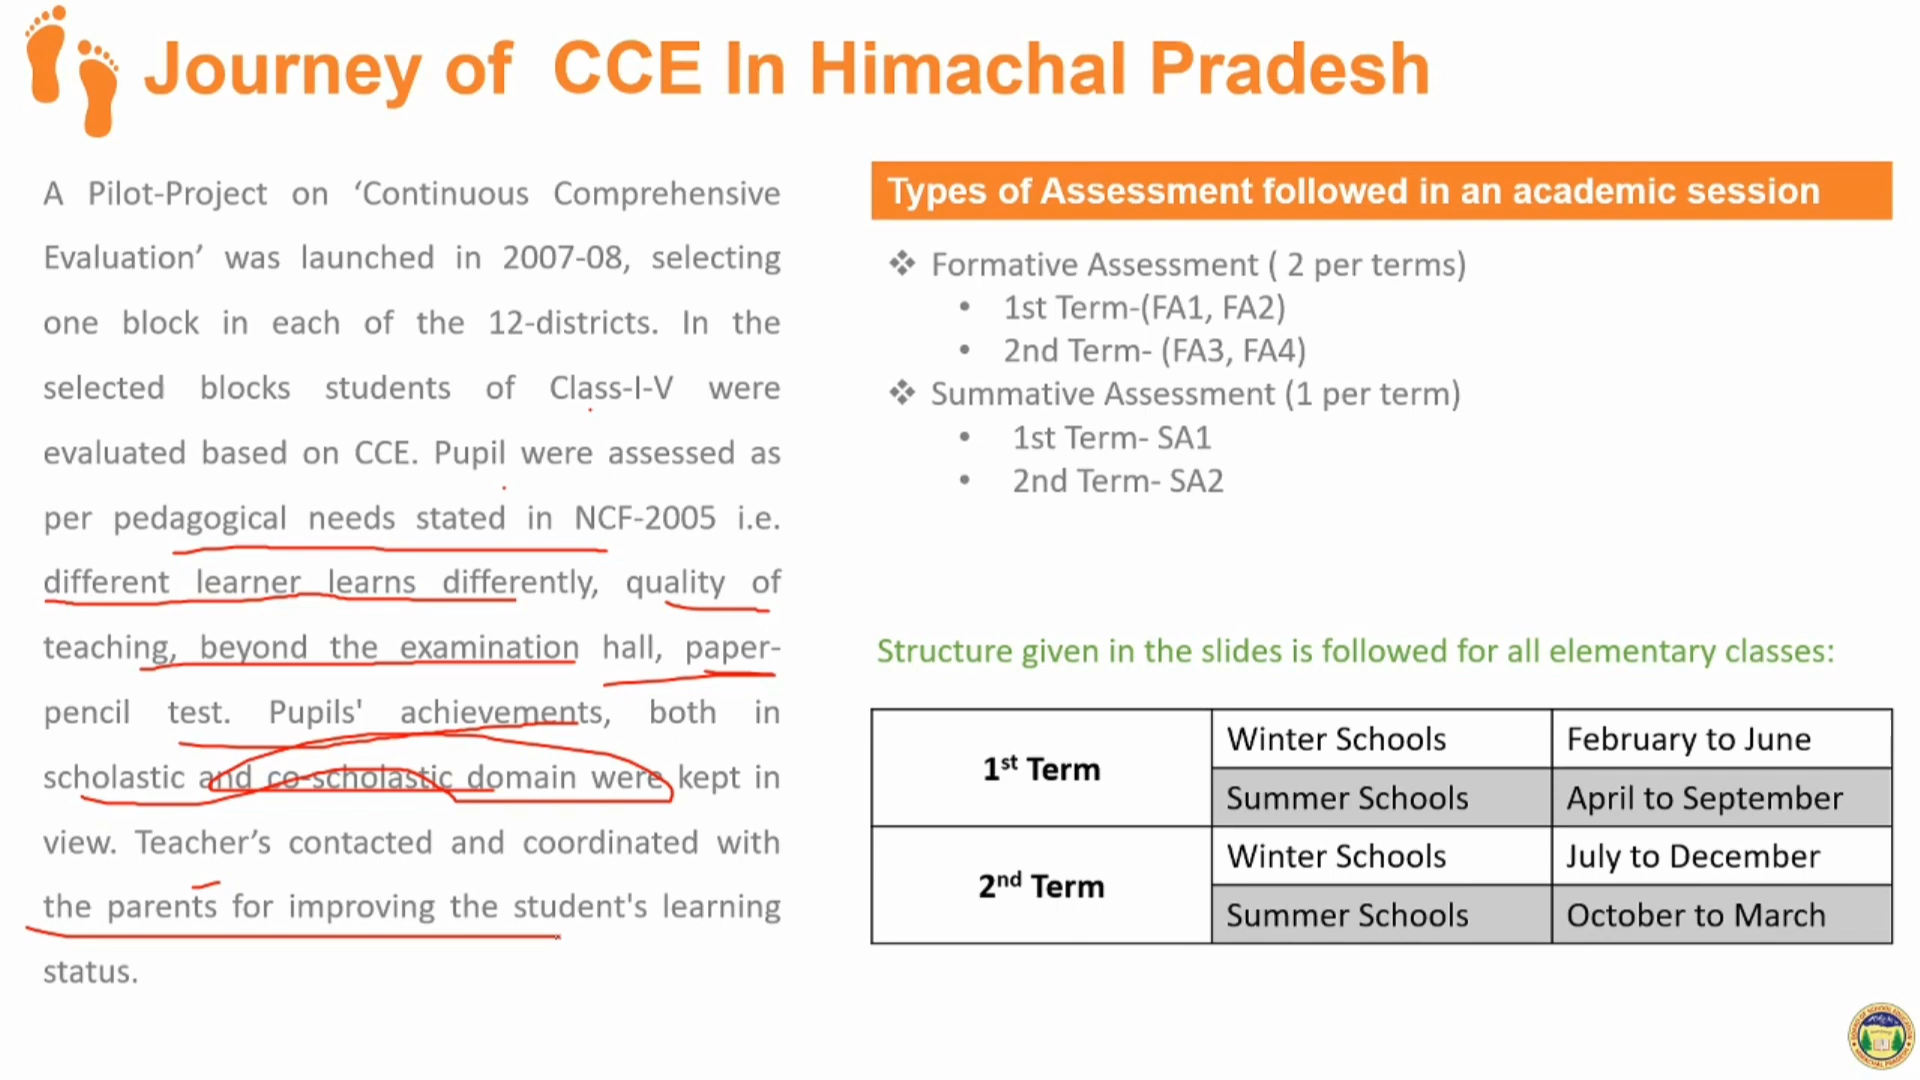 Journey of CCE In Himachal Pradesh
A Pilot-Project on ‘Continuous Comprehensive
Evaluation’ was launched in 2007-08, selecting
one block in each of the 12-districts. In the
selected blocks students of Class-I-V were
evaluated based on CCE. Pupil were assessed as
per pedagogical needs stated in NCF-2005 i.e.
different learner learns differently, quality of
teaching, beyond the examination hall, paper-
pencil test. Pupils' achievements, both in
scholastic and co-scholastic domain were kept in
view. Teacher’s contacted and coordinated with
the parents for improving the student's learning
status.
Types of Assessment followed in an academic session
❖ Formative Assessment ( 2 per terms)
• 1st Term-(FA1, FA2)
• 2nd Term- (FA3, FA4)
❖ Summative Assessment (1 per term)
• 1st Term- SA1
• 2nd Term- SA2
Structure given in the slides is followed for all elementary classes:
1st Term
Winter Schools February to June
Summer Schools April to September
2nd Term
Winter Schools July to December
Summer Schools October to March